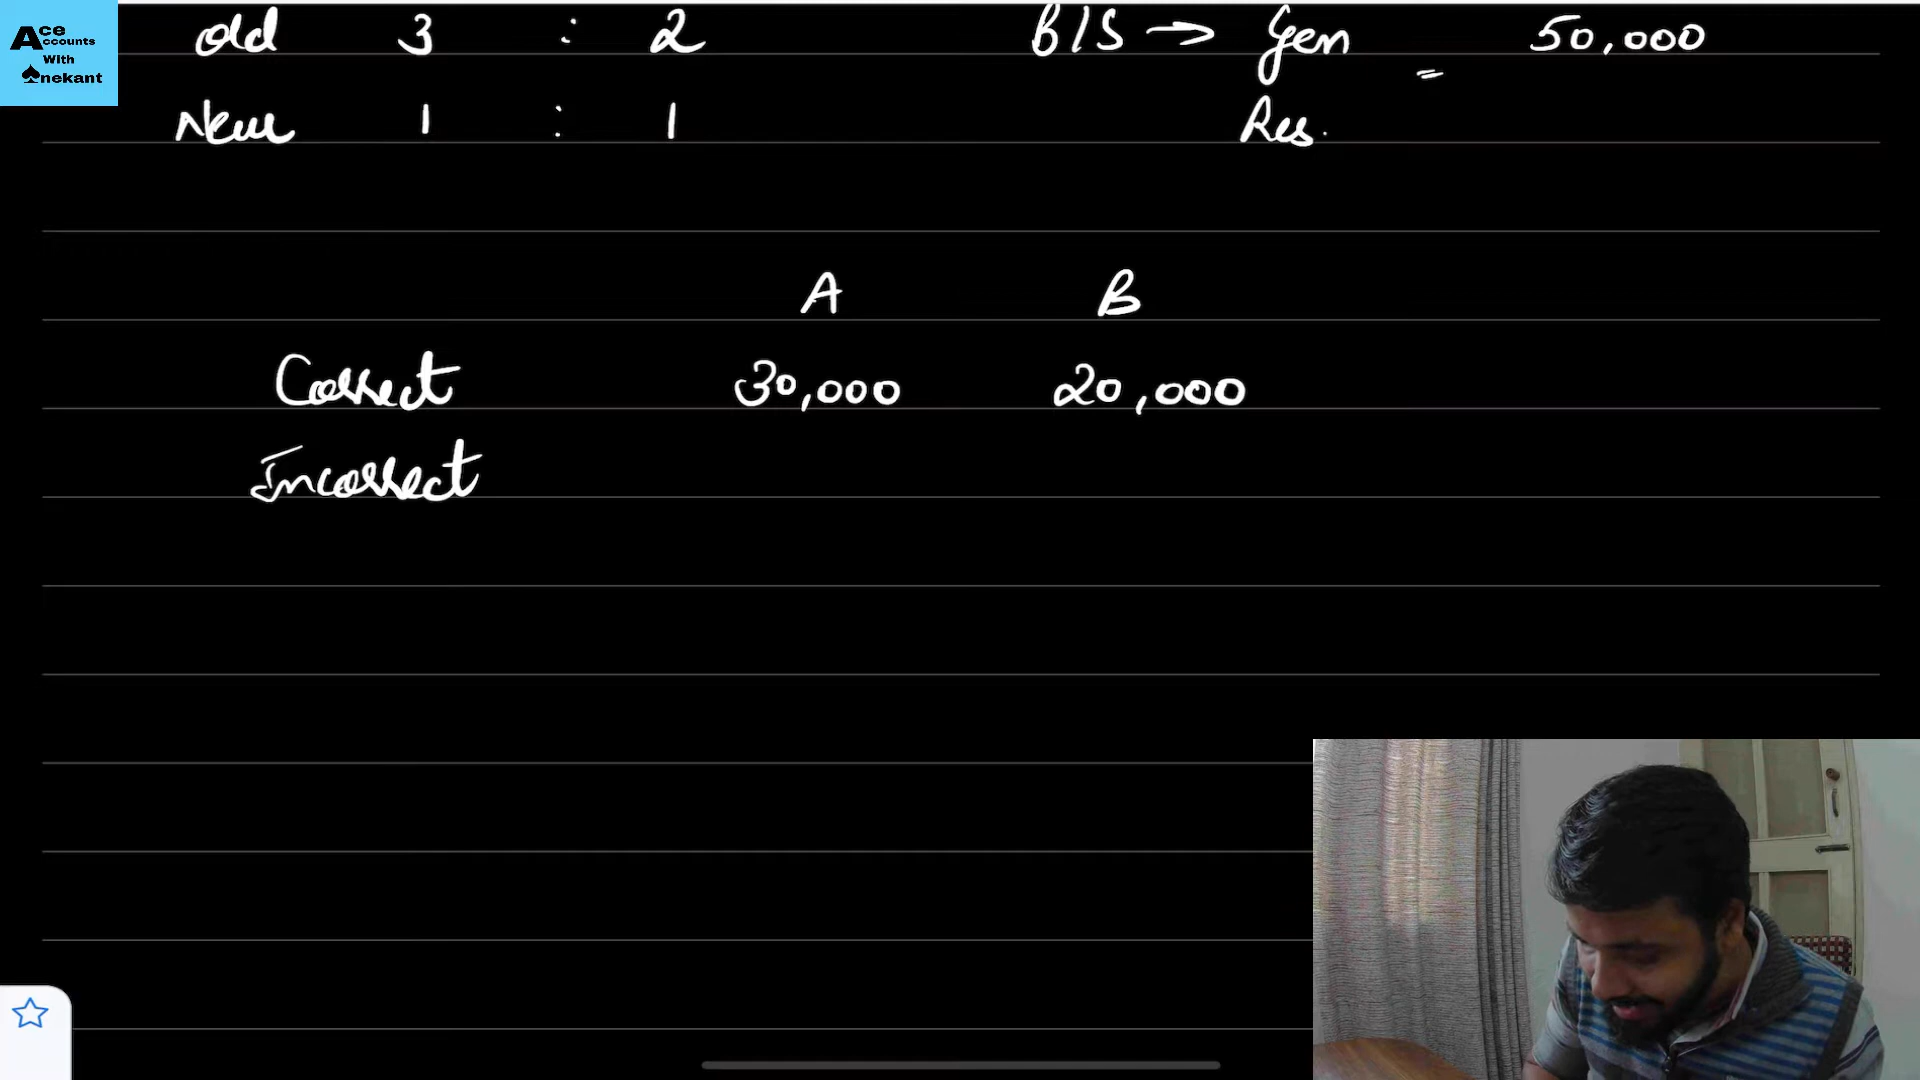 Ace
Accounts
With
Anekant
Old 3 : 2 B/S → Gen = 50,000
New 1 : 1 Res.
A B
Correct 30,000 20,000
Incorrect